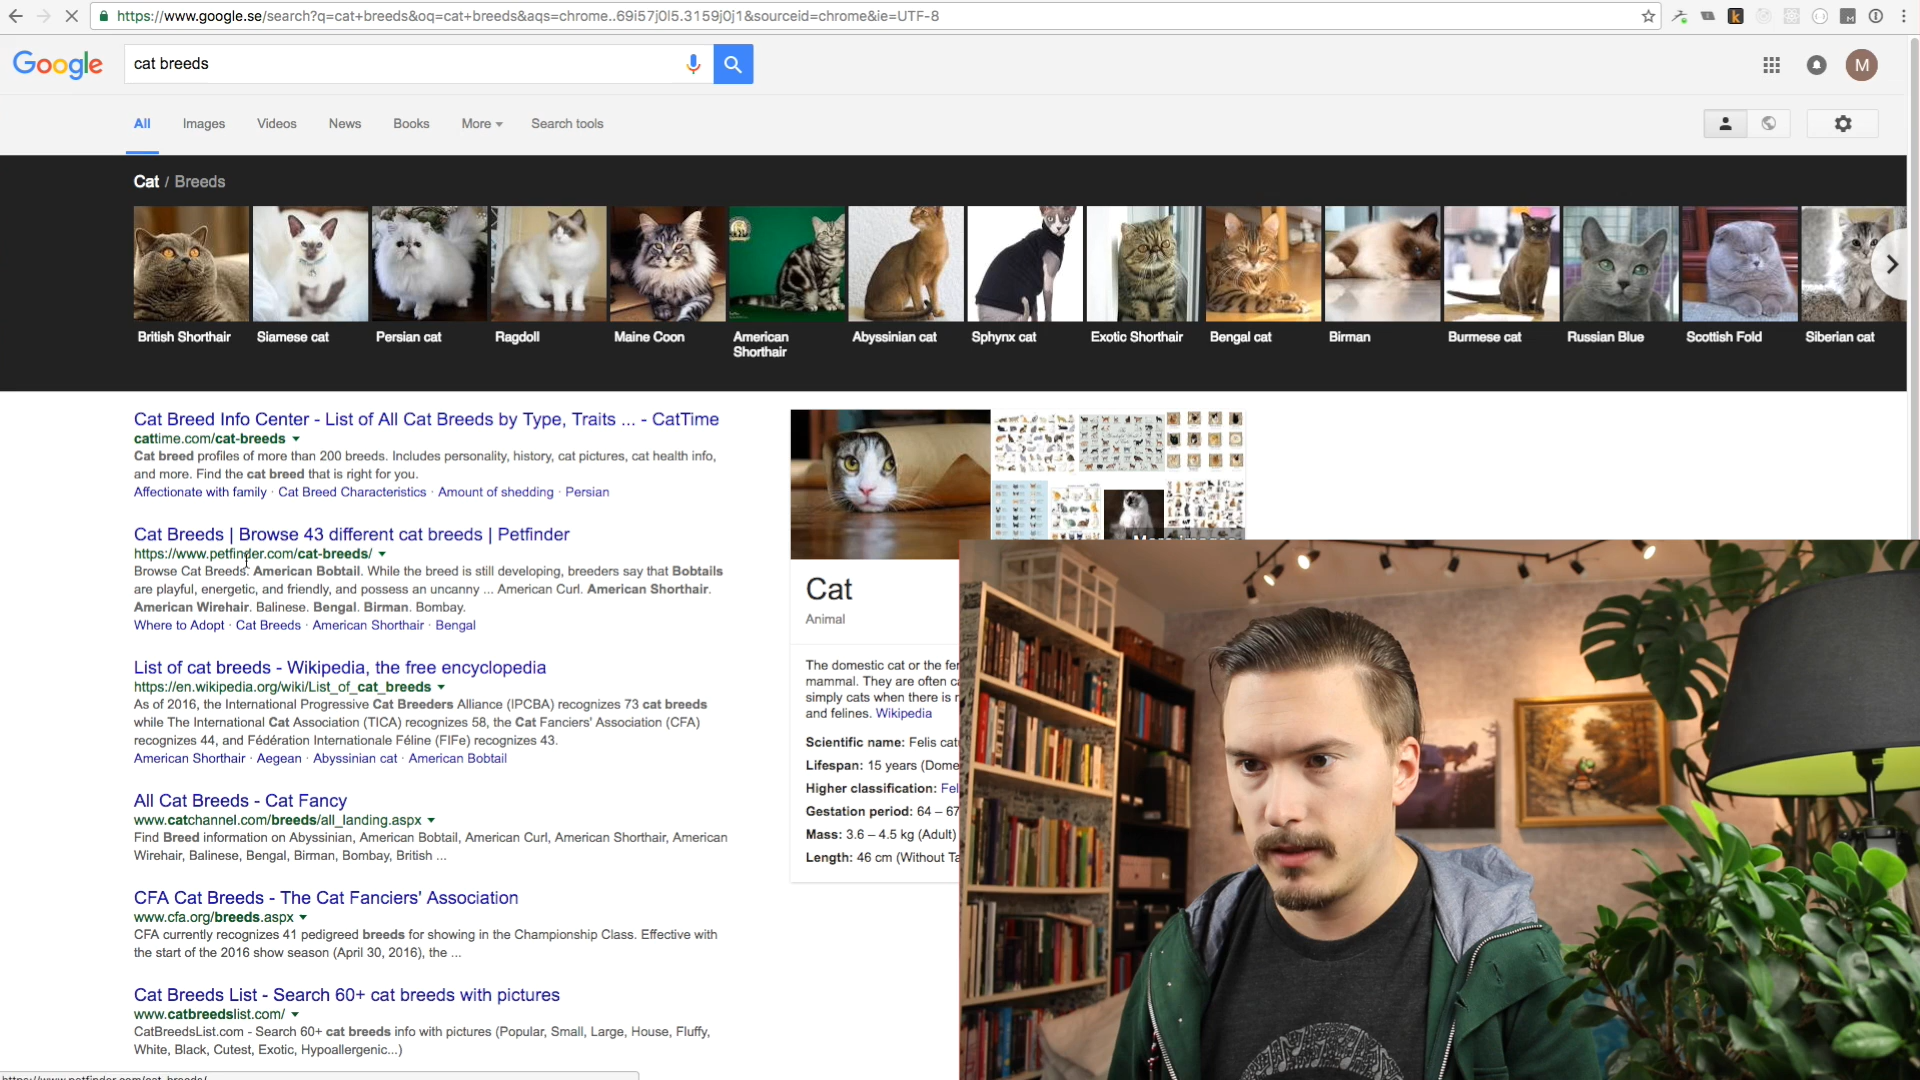 https://www.google.se/search?q=cat+breeds&oq=cat+breeds&aqs=chrome..69i57j0l5.3159j0j1&sourceid=chrome&ie=UTF-8
Google
cat breeds
M
All Images Videos News Books More Search tools
Cat / Breeds
British Shorthair Siamese cat Persian cat Ragdoll Maine Coon American Shorthair Abyssinian cat Sphynx cat Exotic Shorthair Bengal cat Birman Burmese cat Russian Blue Scottish Fold Siberian cat
Cat Breed Info Center - List of All Cat Breeds by Type, Traits ... - CatTime
cattime.com/cat-breeds
Cat breed profiles of more than 200 breeds. Includes personality, history, cat pictures, cat health info,
and more. Find the cat breed that is right for you.
Affectionate with family · Cat Breed Characteristics · Amount of shedding · Persian
Cat Breeds | Browse 43 different cat breeds | Petfinder
https://www.petfinder.com/cat-breeds/
Browse Cat Breeds. American Bobtail. While the breed is still developing, breeders say that Bobtails
are playful, energetic, and friendly, and possess an uncanny ... American Curl. American Shorthair.
American Wirehair. Balinese. Bengal. Birman. Bombay.
Where to Adopt · Cat Breeds · American Shorthair · Bengal
List of cat breeds - Wikipedia, the free encyclopedia
https://en.wikipedia.org/wiki/List_of_cat_breeds
As of 2016, the International Progressive Cat Breeders Alliance (IPCBA) recognizes 73 cat breeds
while The International Cat Association (TICA) recognizes 58, the Cat Fanciers' Association (CFA)
recognizes 44, and Fédération Internationale Féline (FIFe) recognizes 43.
American Shorthair · Aegean · Abyssinian cat · American Bobtail
All Cat Breeds - Cat Fancy
www.catchannel.com/breeds/all_landing.aspx
Find Breed information on Abyssinian, American Bobtail, American Curl, American Shorthair, American
Wirehair, Balinese, Bengal, Birman, Bombay, British ...
CFA Cat Breeds - The Cat Fanciers' Association
www.cfa.org/breeds.aspx
CFA currently recognizes 41 pedigreed breeds for showing in the Championship Class. Effective with
the start of the 2016 show season (April 30, 2016), the ...
Cat Breeds List - Search 60+ cat breeds with pictures
www.catbreedslist.com/
CatBreedsList.com - Search 60+ cat breeds info with pictures (Popular, Small, Large, House, Fluffy,
White, Black, Cutest, Exotic, Hypoallergenic...)
Cat
Animal
The domestic cat or the
mammal. They are often
simply cats when there is
and felines. Wikipedia
Scientific name: Felis
Lifespan: 15 years
Higher classification:
Gestation period: 64 – 67
Mass: 3.6 – 4.5 kg (Adult)
Length: 46 cm (Without